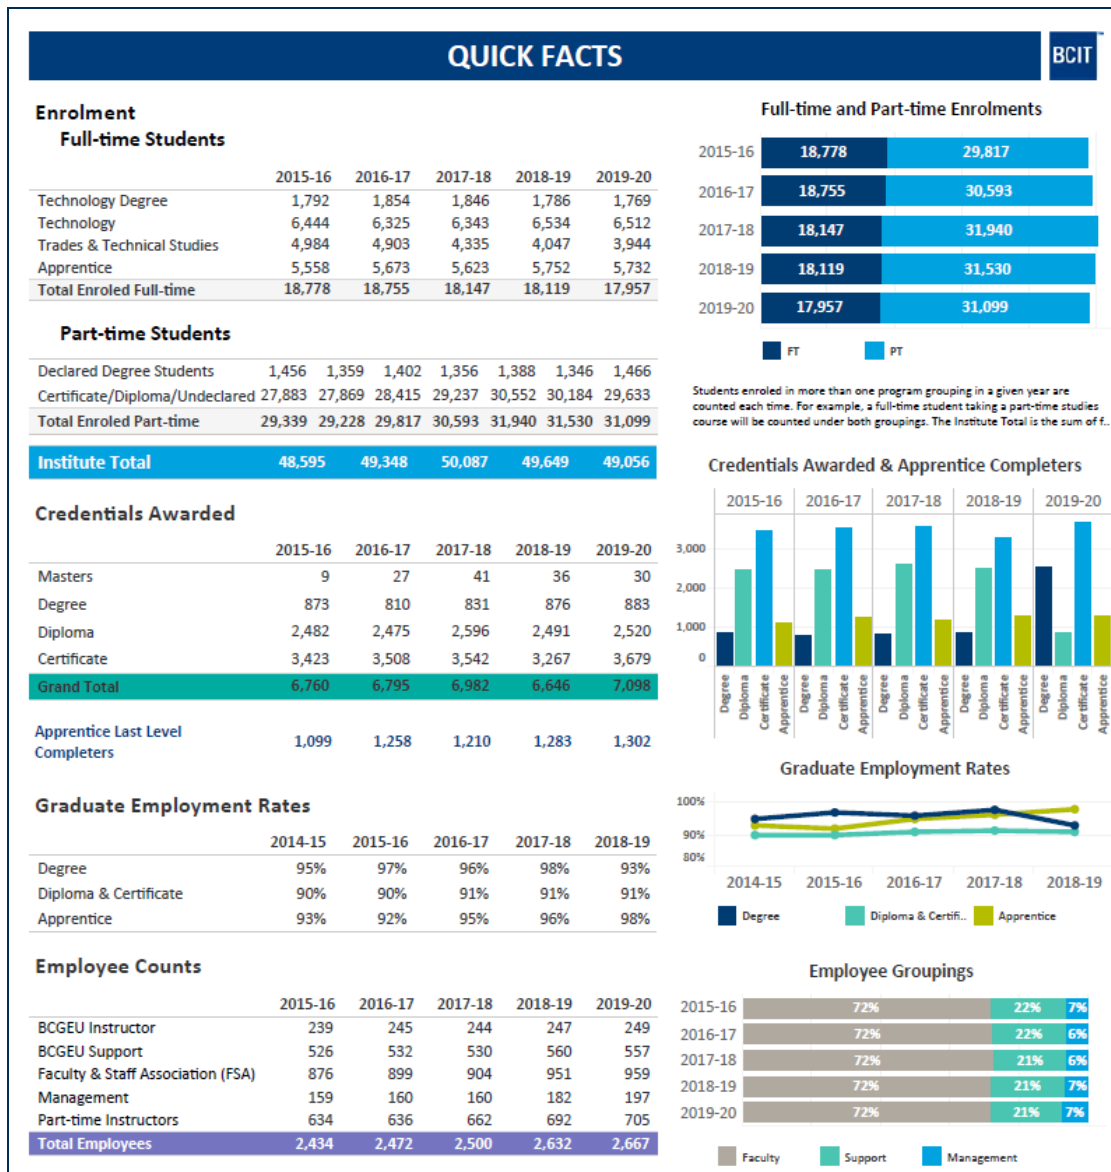 QUICK FACTS
BCIT
Enrolment
Full-time Students
2015-16 2016-17 2017-18 2018-19 2019-20
Technology Degree 1,792 1,854 1,846 1,786 1,769
Technology 6,444 6,325 6,343 6,534 6,512
Trades & Technical Studies 4,984 4,903 4,335 4,047 3,944
Apprentice 5,558 5,673 5,623 5,752 5,732
Total Enroled Full-time 18,778 18,755 18,147 18,119 17,957
Part-time Students
Declared Degree Students 1,456 1,359 1,402 1,356 1,388 1,346 1,466
Certificate/Diploma/Undeclared 27,883 27,869 28,415 29,237 30,552 30,184 29,633
Total Enroled Part-time 29,339 29,228 29,817 30,593 31,940 31,530 31,099
Institute Total 48,595 49,348 50,087 49,649 49,056
Credentials Awarded
2015-16 2016-17 2017-18 2018-19 2019-20
Masters 9 27 41 36 30
Degree 873 810 831 876 883
Diploma 2,482 2,475 2,596 2,491 2,520
Certificate 3,423 3,508 3,542 3,267 3,679
Grand Total 6,760 6,795 6,982 6,646 7,098
Apprentice Last Level
Completers 1,099 1,258 1,210 1,283 1,302
Graduate Employment Rates
2014-15 2015-16 2016-17 2017-18 2018-19
Degree 95% 97% 96% 98% 93%
Diploma & Certificate 90% 90% 91% 91% 91%
Apprentice 93% 92% 95% 96% 98%
Employee Counts
2015-16 2016-17 2017-18 2018-19 2019-20
BCGEU Instructor 239 245 244 247 249
BCGEU Support 526 532 530 560 557
Faculty & Staff Association (FSA) 876 899 904 951 959
Management 159 160 160 182 197
Part-time Instructors 634 636 662 692 705
Total Employees 2,434 2,472 2,500 2,632 2,667
Full-time and Part-time Enrolments
2015-16 18,778 29,817
2016-17 18,755 30,593
2017-18 18,147 31,940
2018-19 18,119 31,530
2019-20 17,957 31,099
FT PT
Students enroled in more than one program grouping in a given year are
counted each time. For example, a full-time student taking a part-time studies
course will be counted under both groupings. The Institute Total is the sum of f..
Credentials Awarded & Apprentice Completers
2015-16 2016-17 2017-18 2018-19 2019-20
3,000
2,000
1,000
0
Degree Diploma Certificate Apprentice Degree Diploma Certificate Apprentice Degree Diploma Certificate Apprentice Degree Diploma Certificate Apprentice Degree Diploma Certificate Apprentice
Graduate Employment Rates
100%
90%
80%
2014-15 2015-16 2016-17 2017-18 2018-19
Degree Diploma & Certifi.. Apprentice
Employee Groupings
2015-16 72% 22% 7%
2016-17 72% 22% 6%
2017-18 72% 21% 6%
2018-19 72% 21% 7%
2019-20 72% 21% 7%
Faculty Support Management